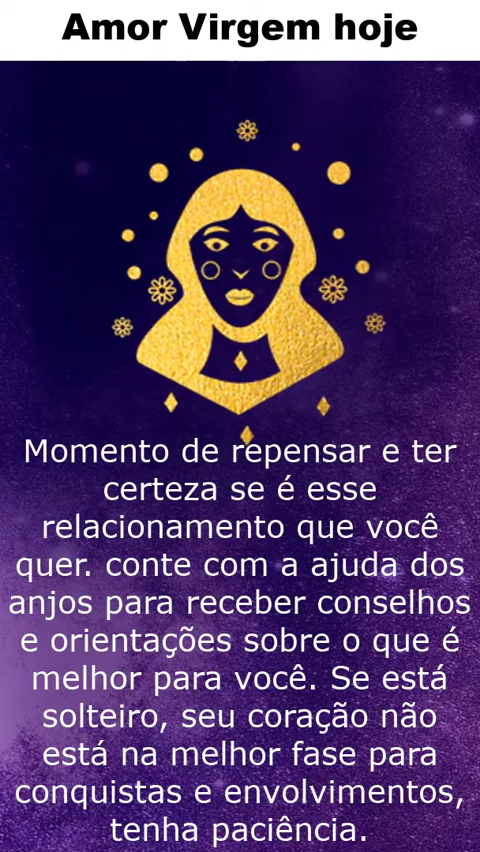 Amor Virgem hoje
Momento de repensar e ter
certeza se é esse
relacionamento que você
quer. conte com a ajuda dos
anjos para receber conselhos
e orientações sobre o que é
melhor para você. Se está
solteiro, seu coração não
está na melhor fase para
conquistas e envolvimentos,
tenha paciência.